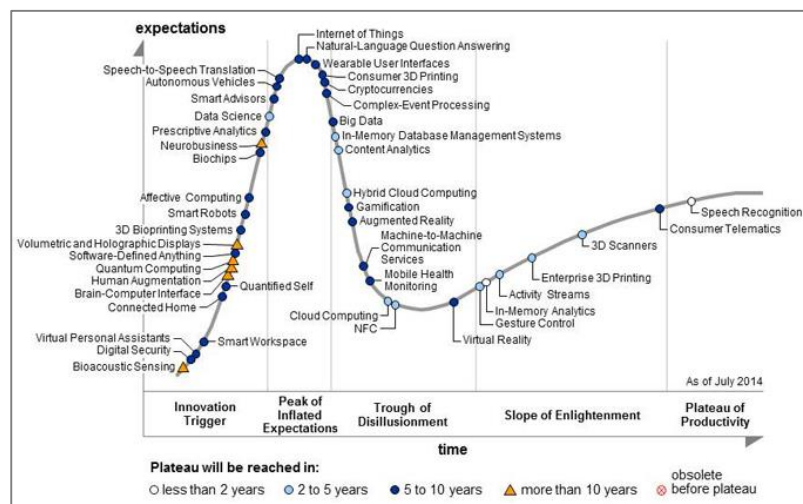 expectations
Internet of Things
Natural-Language Question Answering
Wearable User Interfaces
Speech-to-Speech Translation
Consumer 3D Printing
Autonomous Vehicles
Cryptocurrencies
Smart Advisors
Complex-Event Processing
Data Science
Big Data
Prescriptive Analytics
In-Memory Database Management Systems
Neurobusiness
Content Analytics
Biochips
Hybrid Cloud Computing
Affective Computing
Gamification
Speech Recognition
Smart Robots
Augmented Reality
Consumer Telematics
3D Bioprinting Systems
Machine-to-Machine
Communication
Services
Volumetric and Holographic Displays
3D Scanners
Software-Defined Anything
Quantum Computing
Mobile Health
Monitoring
Enterprise 3D Printing
Human Augmentation
Quantified Self
Activity Streams
Brain-Computer Interface
Connected Home
Cloud Computing
In-Memory Analytics
NFC
Gesture Control
Virtual Personal Assistants
Smart Workspace
Virtual Reality
Digital Security
Bioacoustic Sensing
As of July 2014
Innovation
Trigger
Peak of
Inflated
Expectations
Trough of
Disillusionment
Slope of Enlightenment
Plateau of
Productivity
time
Plateau will be reached in:
less than 2 years
2 to 5 years
5 to 10 years
more than 10 years
obsolete
before plateau